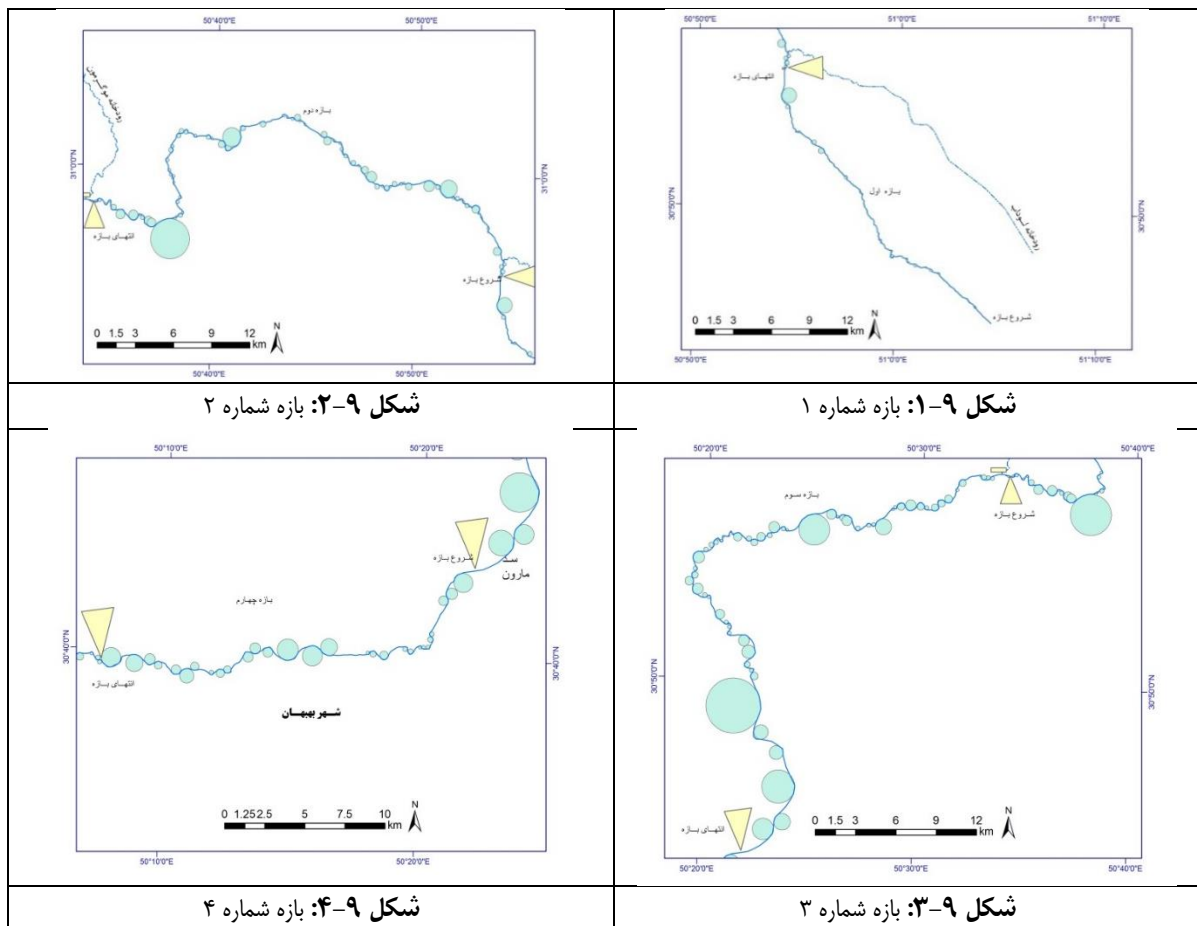 50°50'0"E 51°0'0"E 51°10'0"E
انتهای بازه
بازه اول
30°50'0"N 30°50'0"N
رودخانه لوداب
شروع بازه
0 1.5 3 6 9 12 km N
50°50'0"E 51°0'0"E 51°10'0"E
شکل ۹-۱: بازه شماره ۱
50°40'0"E 50°50'0"E
رودخانه موگرمون
بازه دوم
31°0'0"N 31°0'0"N
انتهای بازه
شروع بازه
0 1.5 3 6 9 12 km N
50°40'0"E 50°50'0"E
شکل ۹-۲: بازه شماره ۲
50°20'0"E 50°30'0"E 50°40'0"E
بازه سوم
شروع بازه
30°50'0"N 30°50'0"N
انتهای بازه
0 1.5 3 6 9 12 km N
50°20'0"E 50°30'0"E 50°40'0"E
شکل ۹-۳: بازه شماره ۳
50°10'0"E 50°20'0"E
شروع بازه
سد
مارون
بازه چهارم
30°40'0"N 30°40'0"N
انتهای بازه
شهر بهبهان
0 1.25 2.5 5 7.5 10 km N
50°10'0"E 50°20'0"E
شکل ۹-۴: بازه شماره ۴